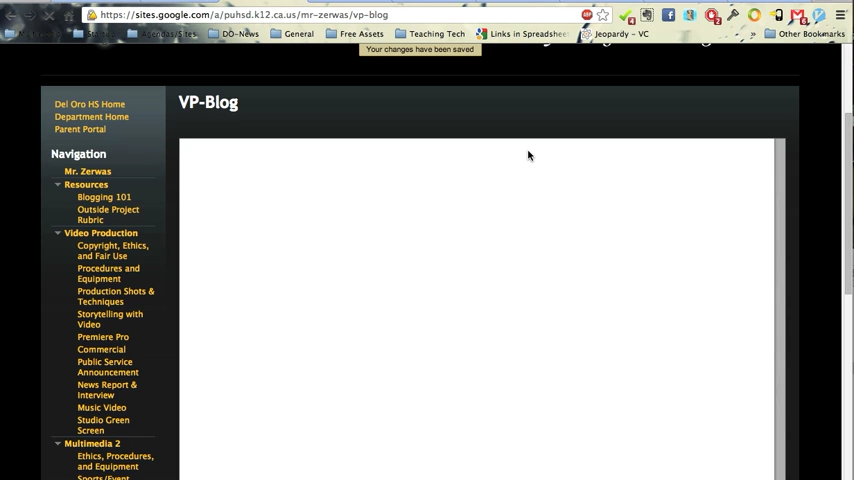 https://sites.google.com/a/puhsd.k12.ca.us/mr-zerwas/vp-blog
Agendas/Sites
DO-News
General
Free Assets
Teaching Tech
Links in Spreadshe
Jeopardy – VC
»
Other Bookmarks
Your changes have been saved
VP-Blog
Del Oro HS Home
Department Home
Parent Portal
Navigation
Mr. Zerwas
Resources
Blogging 101
Outside Project
Rubric
Video Production
Copyright, Ethics,
and Fair Use
Procedures and
Equipment
Production Shots &
Techniques
Storytelling with
Video
Premiere Pro
Commercial
Public Service
Announcement
News Report &
Interview
Music Video
Studio Green
Screen
Multimedia 2
Ethics, Procedures,
and Equipment
Sports/Event